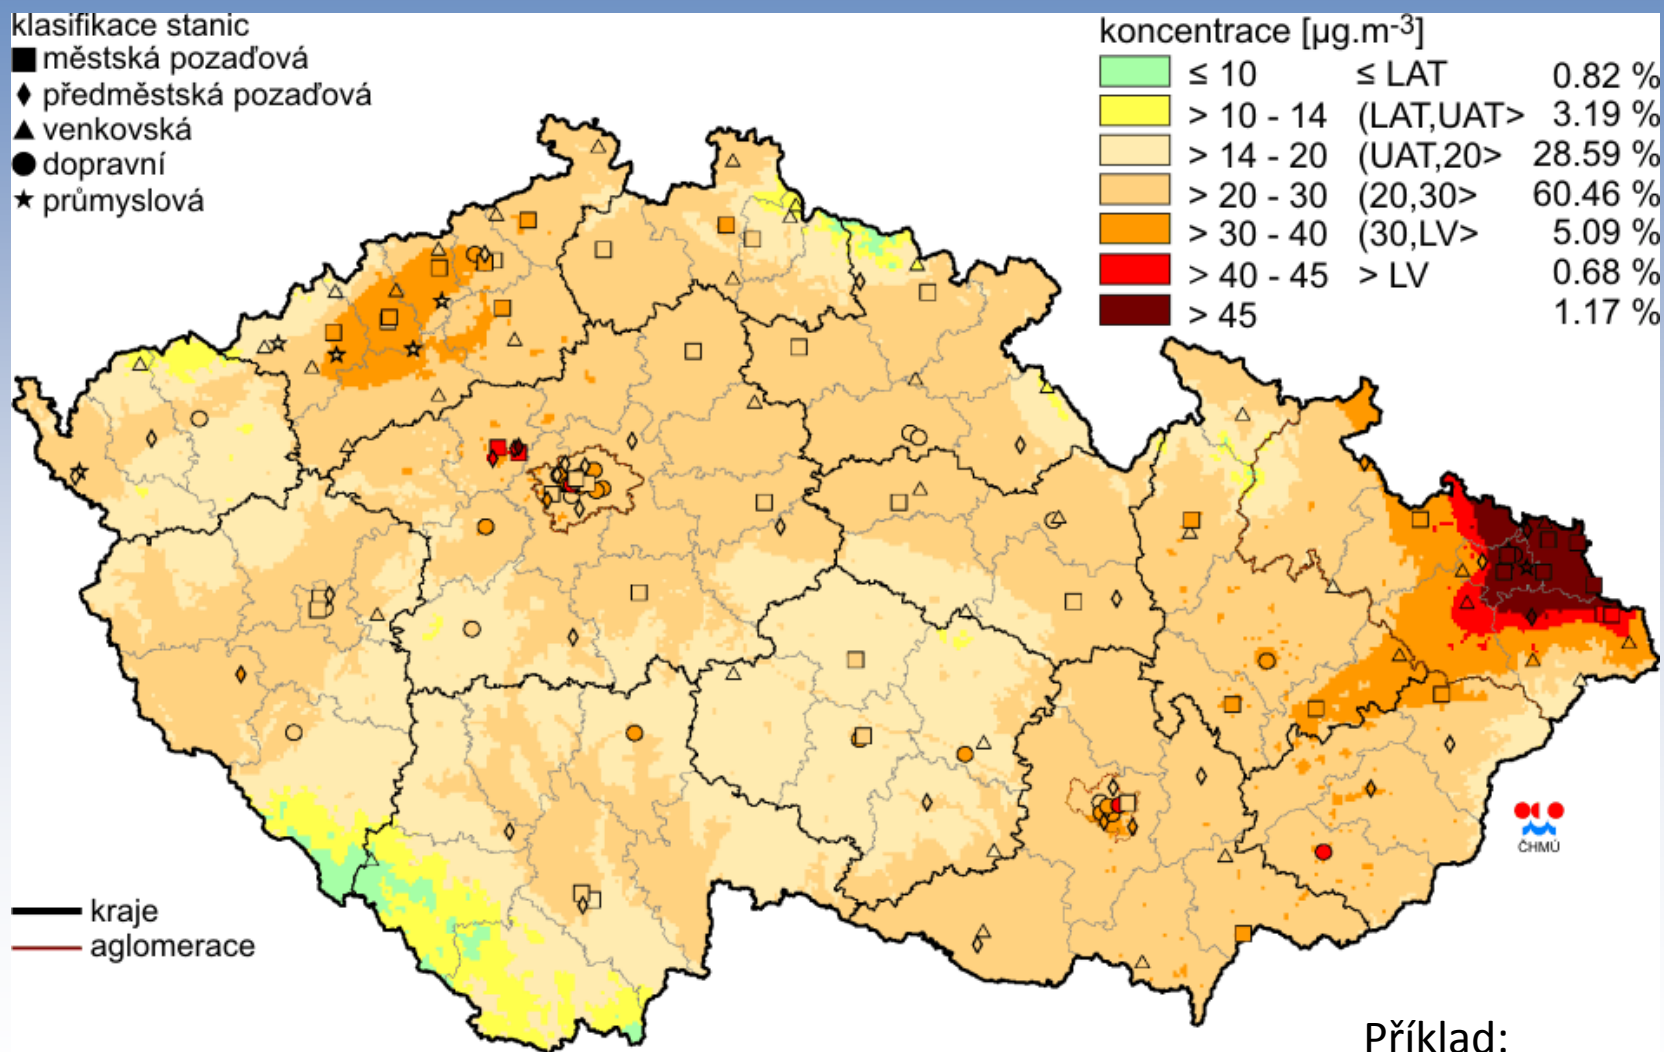 klasifikace stanic
městská pozaďová
předměstská pozaďová
venkovská
dopravní
průmyslová
koncentrace [µg.m-3]
≤ 10 ≤ LAT 0.82 %
> 10 - 14 (LAT,UAT> 3.19 %
> 14 - 20 (UAT,20> 28.59 %
> 20 - 30 (20,30> 60.46 %
> 30 - 40 (30,LV> 5.09 %
> 40 - 45 > LV 0.68 %
> 45 1.17 %
ČHMÚ
kraje
aglomerace
Příklad: